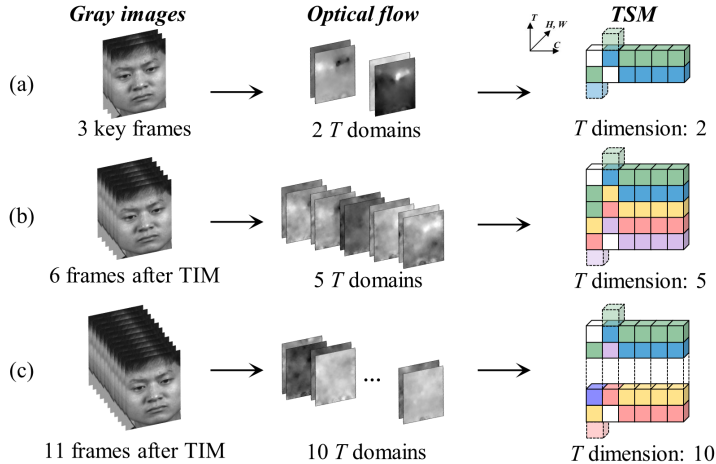 Gray images
Optical flow
TSM
T
H, W
C
(a)
3 key frames
2 T domains
T dimension: 2
(b)
6 frames after TIM
5 T domains
T dimension: 5
(c)
...
11 frames after TIM
10 T domains
T dimension: 10